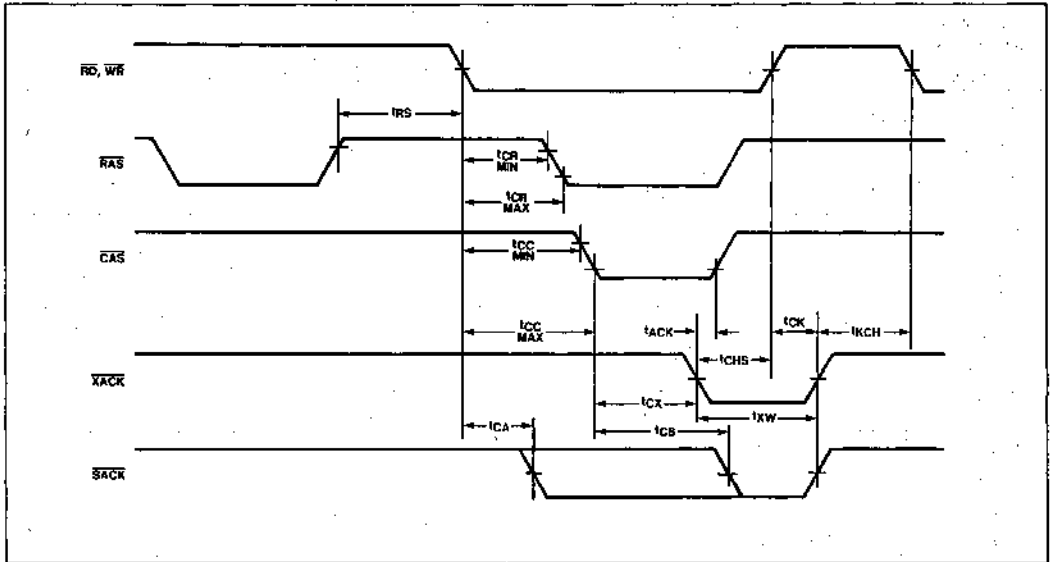 RD, WR
tRS
RAS
tCR
MIN
tCR
MAX
tCC
MIN
CAS
tCC
MAX
tACK
tCK
tKCH
tCHS
XACK
tCX
tXW
tCA
tCS
SACK